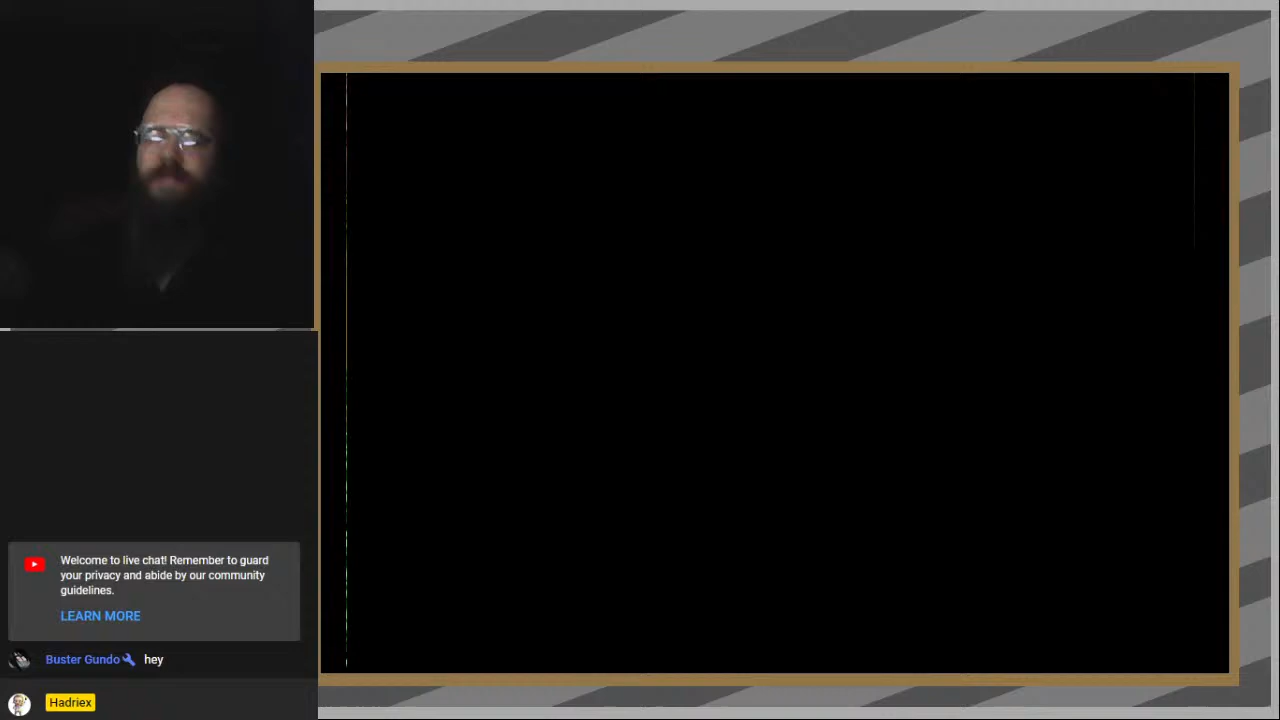 Welcome to live chat! Remember to guard
your privacy and abide by our community
guidelines.
LEARN MORE
Buster Gundo hey
Hadriex